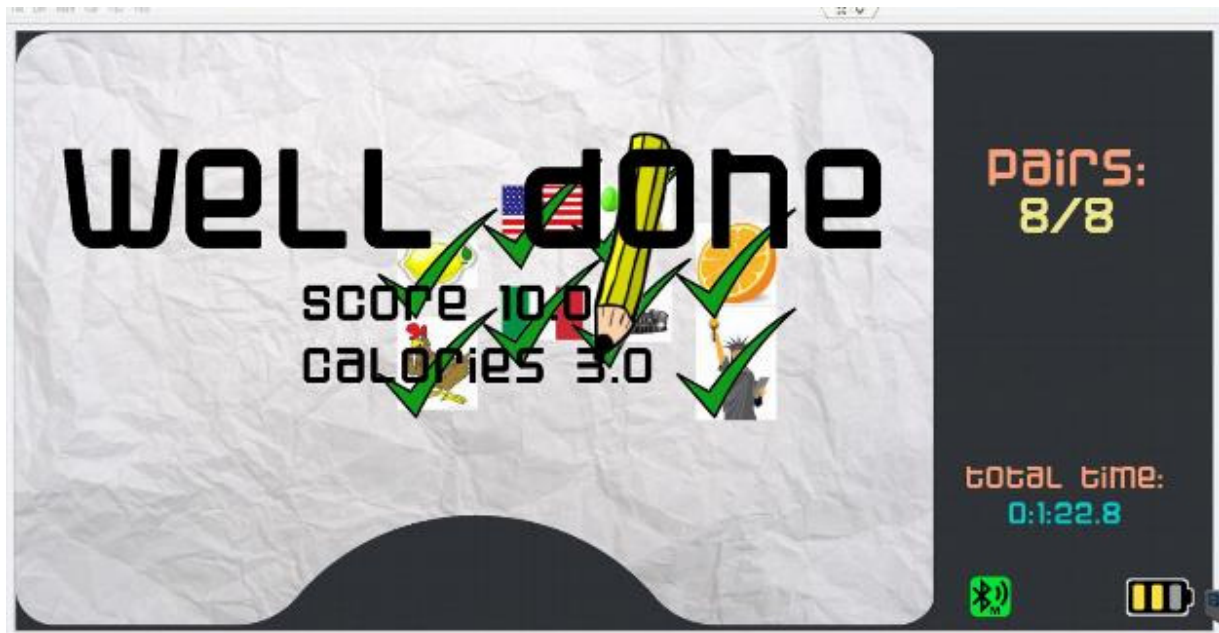 well done
score 10.0
calories 3.0
pairs:
8/8
total time:
0:1:22.8
M